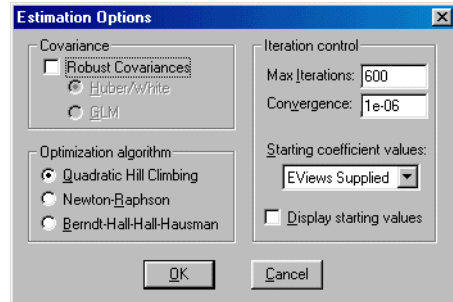 Estimation Options
Covariance
Robust Covariances
Huber/White
GLM
Optimization algorithm
Quadratic Hill Climbing
Newton-Raphson
Berndt-Hall-Hall-Hausman
Iteration control
Max Iterations: 600
Convergence: 1e-06
Starting coefficient values:
EViews Supplied
Display starting values
OK
Cancel